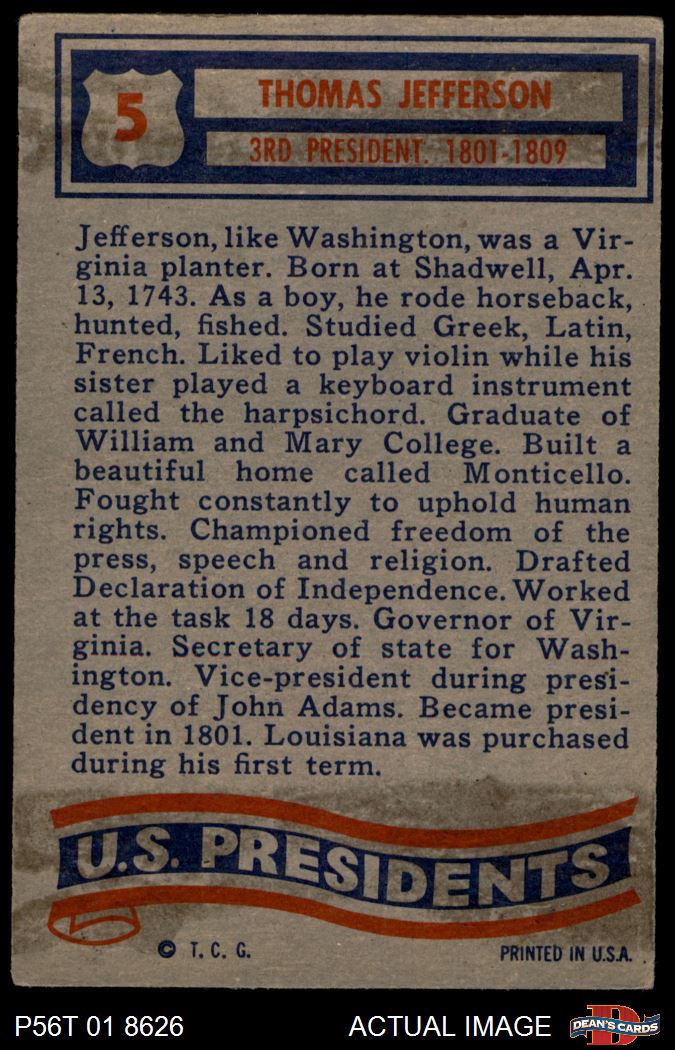 5
THOMAS JEFFERSON
3RD PRESIDENT. 1801-1809
Jefferson, like Washington, was a Vir-
ginia planter. Born at Shadwell, Apr.
13, 1743. As a boy, he rode horseback,
hunted, fished. Studied Greek, Latin,
French. Liked to play violin while his
sister played a keyboard instrument
called the harpsichord. Graduate of
William and Mary College. Built a
beautiful home called Monticello.
Fought constantly to uphold human
rights. Championed freedom of the
press, speech and religion. Drafted
Declaration of Independence. Worked
at the task 18 days. Governor of Vir-
ginia. Secretary of state for Wash-
ington. Vice-president during presi-
dency of John Adams. Became presi-
dent in 1801. Louisiana was purchased
during his first term.
U.S. PRESIDENTS
© T. C. G.
PRINTED IN U.S.A.
P56T 01 8626
ACTUAL IMAGE
D
DEAN'S CARDS